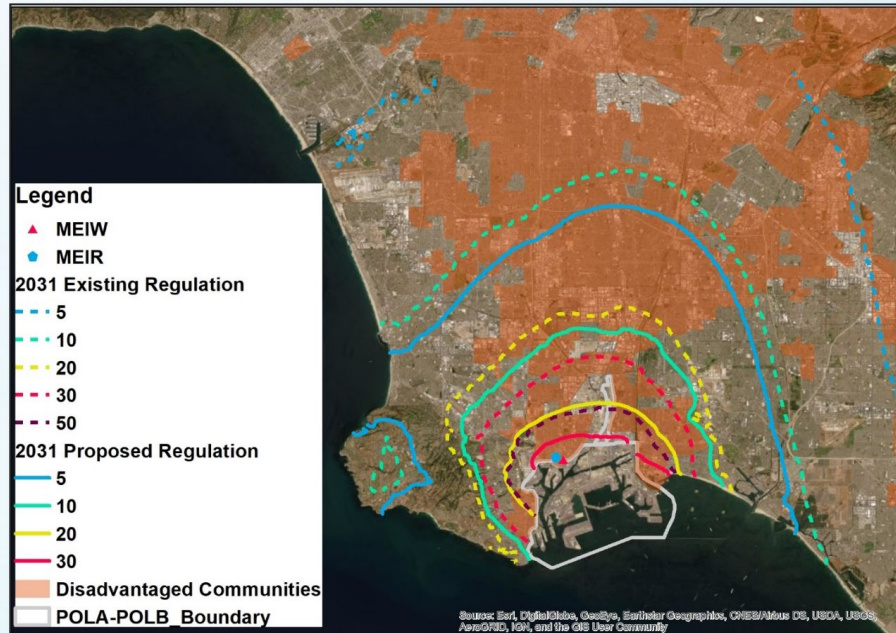 Legend
MEIW
MEIR
2031 Existing Regulation
5
10
20
30
50
2031 Proposed Regulation
5
10
20
30
Disadvantaged Communities
POLA-POLB_Boundary
Source: Esri, DigitalGlobe, GeoEye, Earthstar Geographics, CNES/Airbus DS, USDA, USGS,
AeroGRID, IGN, and the GIS User Community